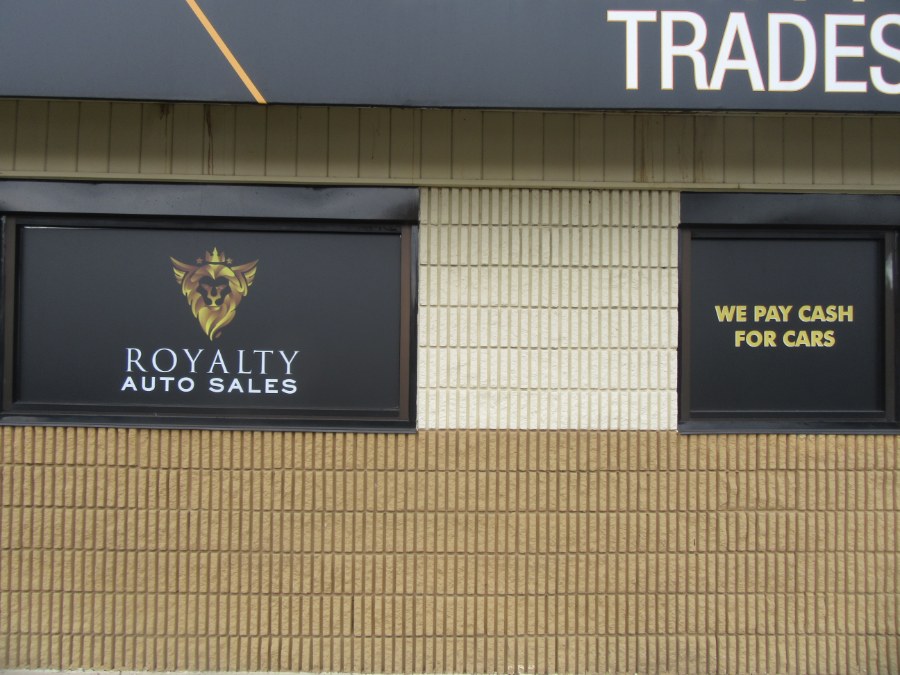 TRADES
ROYALTY
AUTO SALES
WE PAY CASH
FOR CARS